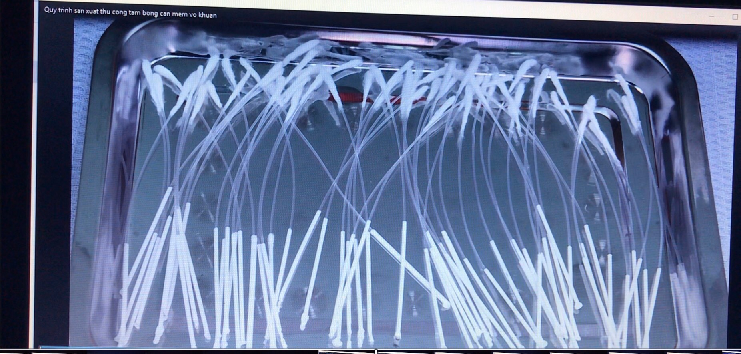 Quy trinh san xuat thu cong tam bong can mem vo khuan